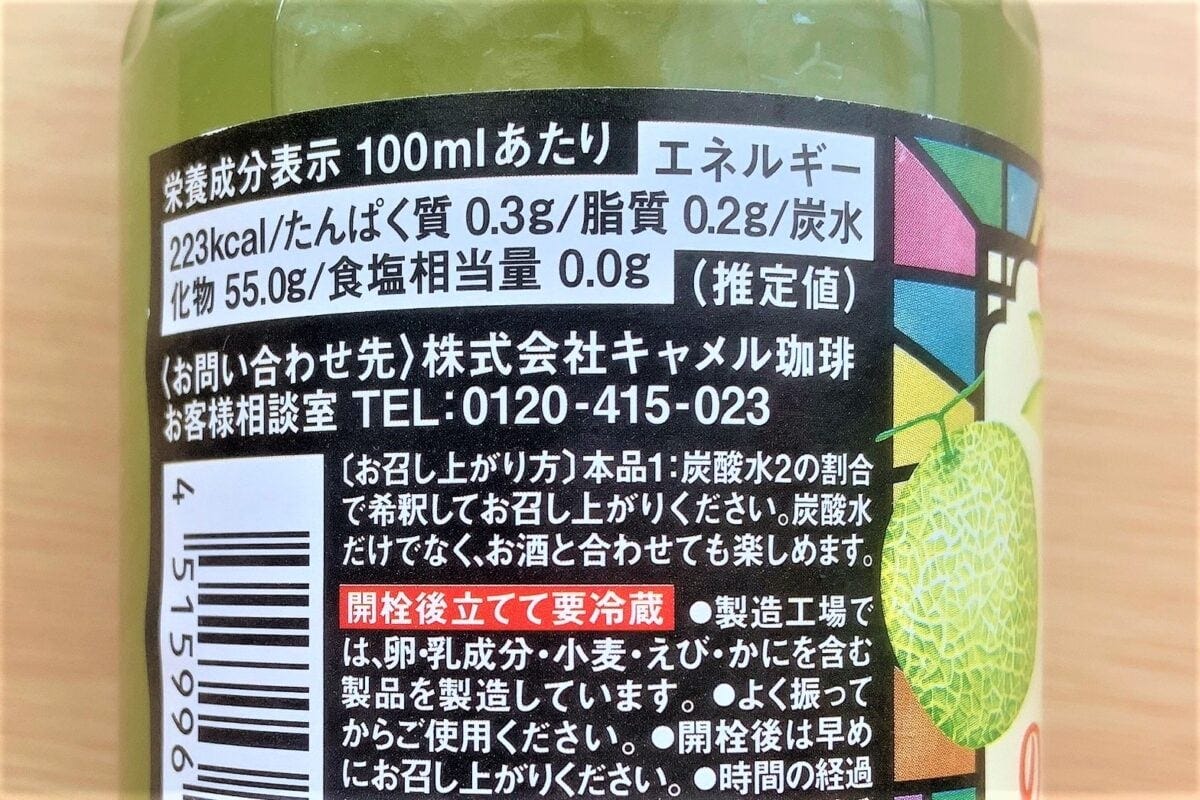 栄養成分表示 100mlあたり エネルギー
223kcal/たんぱく質 0.3g/脂質 0.2g/炭水
化物 55.0g/食塩相当量 0.0g (推定値)
〈お問い合わせ先〉株式会社キャメル珈琲
お客様相談室 TEL:0120-415-023
〔お召し上がり方〕本品1:炭酸水2の割合
で希釈してお召し上がりください。炭酸水
だけでなく、お酒と合わせても楽しめます。
開栓後立てて要冷蔵 ●製造工場で
は、卵・乳成分・小麦・えび・かにを含む
製品を製造しています。●よく振って
からご使用ください。●開栓後は早め
にお召し上がりください。●時間の経過
4 515996
の